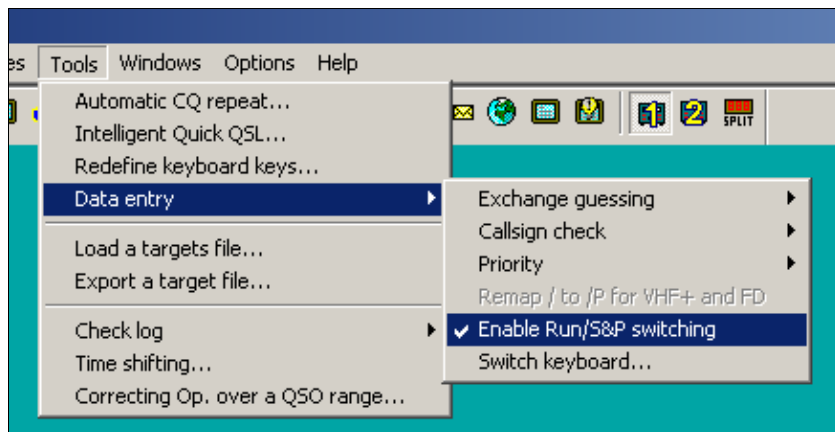 es Tools Windows Options Help
1 2 SPLIT
Automatic CQ repeat...
Intelligent Quick QSL...
Redefine keyboard keys...
Data entry
Load a targets file...
Export a target file...
Check log
Time shifting...
Correcting Op. over a QSO range...
Exchange guessing
Callsign check
Priority
Remap / to /P for VHF+ and FD
Enable Run/S&P switching
Switch keyboard...